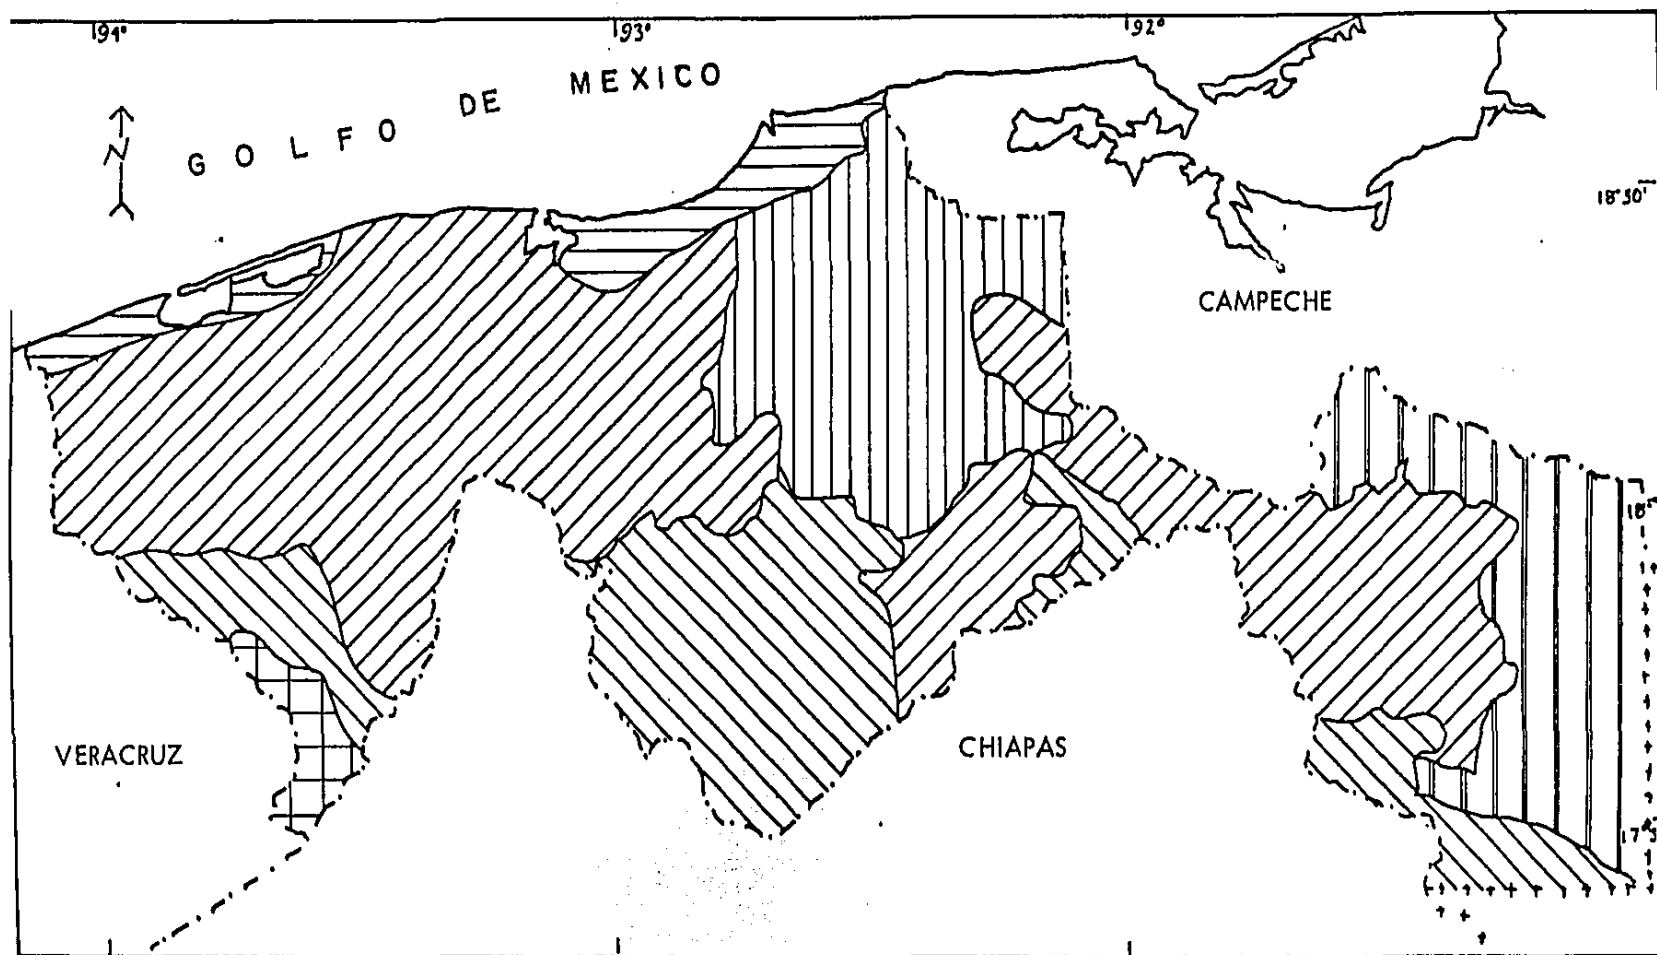 94°
93°
92°
GOLFO DE MEXICO
N
18°30'
CAMPECHE
18°
VERACRUZ
CHIAPAS